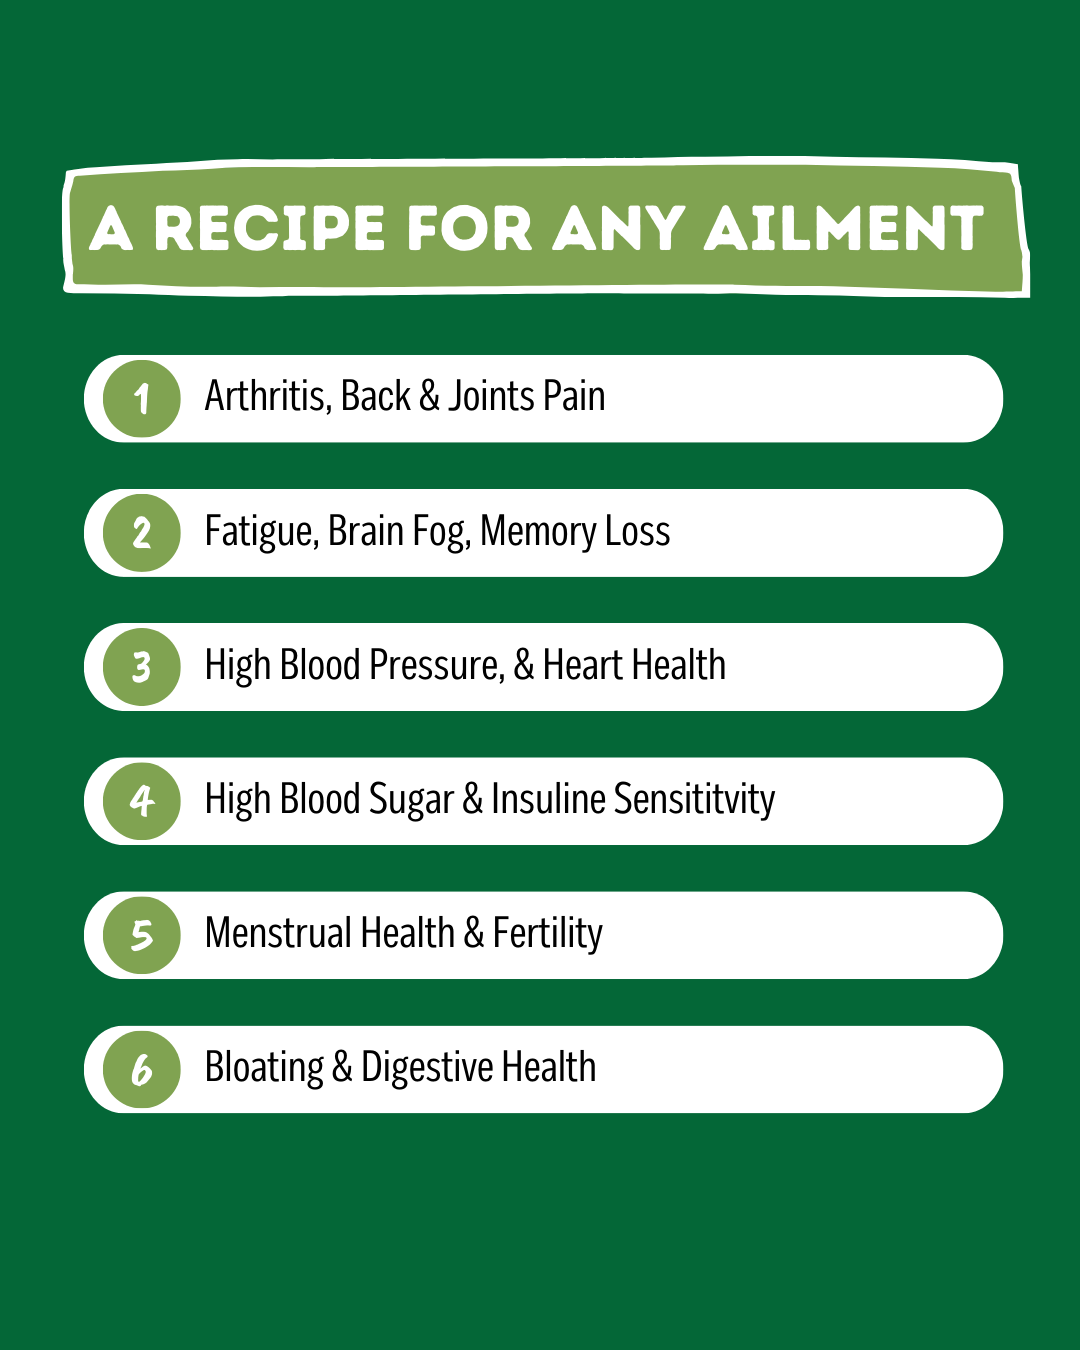 A RECIPE FOR ANY AILMENT
1 Arthritis, Back & Joints Pain
2 Fatigue, Brain Fog, Memory Loss
3 High Blood Pressure, & Heart Health
4 High Blood Sugar & Insuline Sensititvity
5 Menstrual Health & Fertility
6 Bloating & Digestive Health